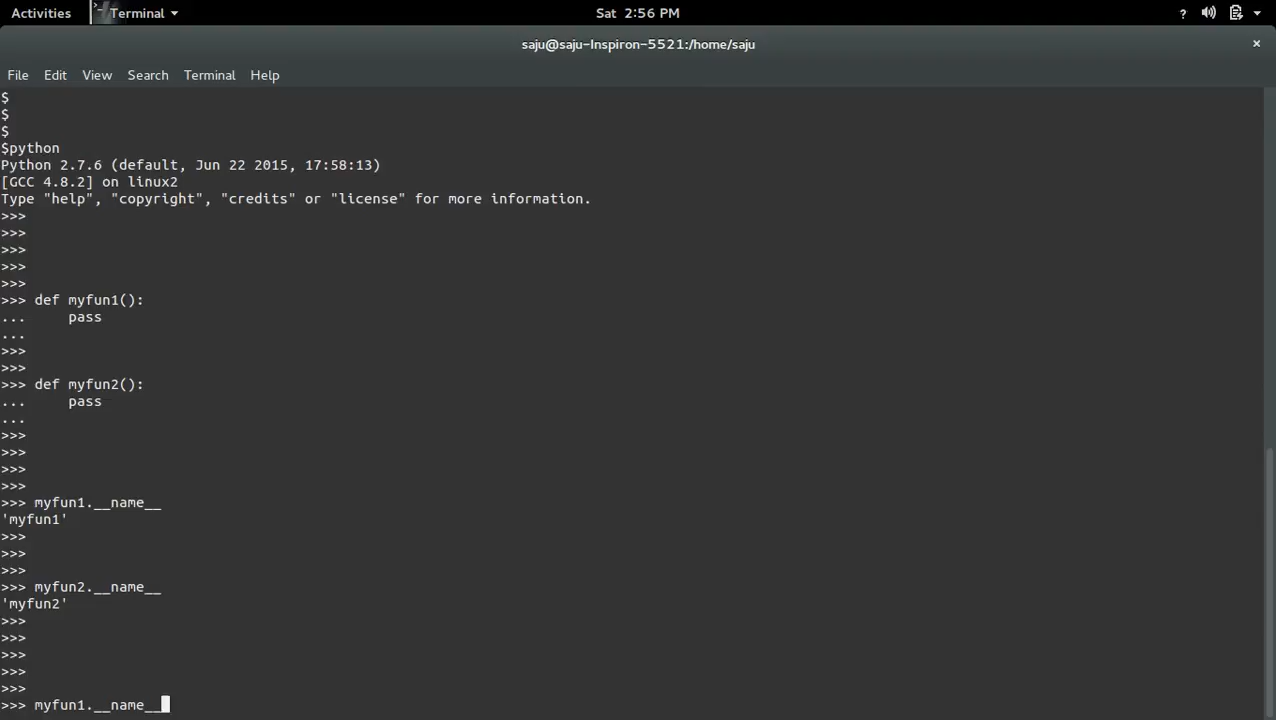 Activities Terminal Sat 2:56 PM ?
saju@saju-Inspiron-5521:/home/saju ×
File Edit View Search Terminal Help
$
$
$
$python
Python 2.7.6 (default, Jun 22 2015, 17:58:13)
[GCC 4.8.2] on linux2
Type "help", "copyright", "credits" or "license" for more information.
>>>
>>>
>>>
>>>
>>>
>>> def myfun1():
...     pass
...
>>>
>>>
>>> def myfun2():
...     pass
...
>>>
>>>
>>>
>>>
>>> myfun1.__name__
'myfun1'
>>>
>>>
>>>
>>> myfun2.__name__
'myfun2'
>>>
>>>
>>>
>>>
>>>
>>> myfun1.__name__